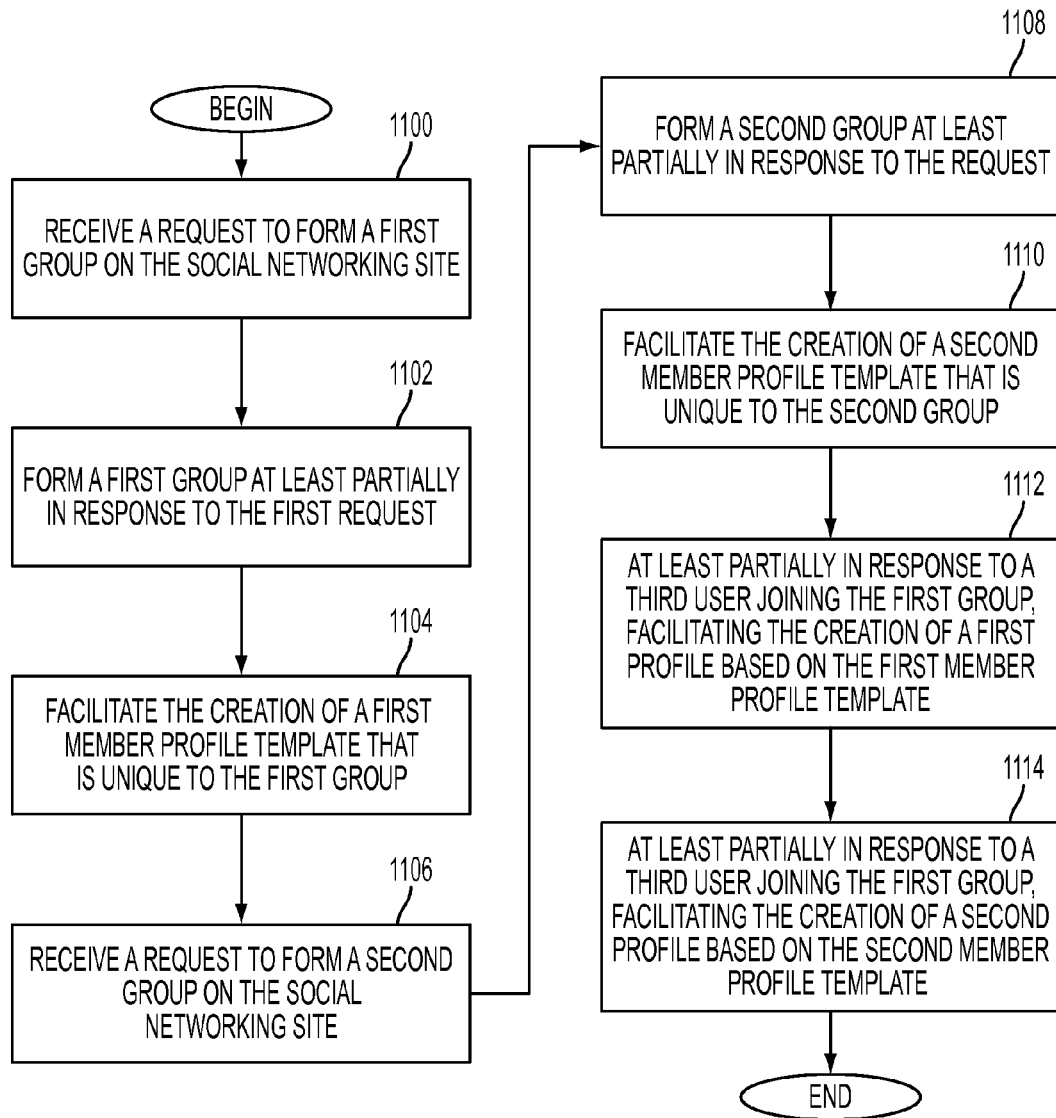 BEGIN
1100
RECEIVE A REQUEST TO FORM A FIRST
GROUP ON THE SOCIAL NETWORKING SITE
1102
FORM A FIRST GROUP AT LEAST PARTIALLY
IN RESPONSE TO THE FIRST REQUEST
1104
FACILITATE THE CREATION OF A FIRST
MEMBER PROFILE TEMPLATE THAT
IS UNIQUE TO THE FIRST GROUP
1106
RECEIVE A REQUEST TO FORM A SECOND
GROUP ON THE SOCIAL
NETWORKING SITE
1108
FORM A SECOND GROUP AT LEAST
PARTIALLY IN RESPONSE TO THE REQUEST
1110
FACILITATE THE CREATION OF A SECOND
MEMBER PROFILE TEMPLATE THAT IS
UNIQUE TO THE SECOND GROUP
1112
AT LEAST PARTIALLY IN RESPONSE TO A
THIRD USER JOINING THE FIRST GROUP,
FACILITATING THE CREATION OF A FIRST
PROFILE BASED ON THE FIRST MEMBER
PROFILE TEMPLATE
1114
AT LEAST PARTIALLY IN RESPONSE TO A
THIRD USER JOINING THE FIRST GROUP,
FACILITATING THE CREATION OF A SECOND
PROFILE BASED ON THE SECOND MEMBER
PROFILE TEMPLATE
END